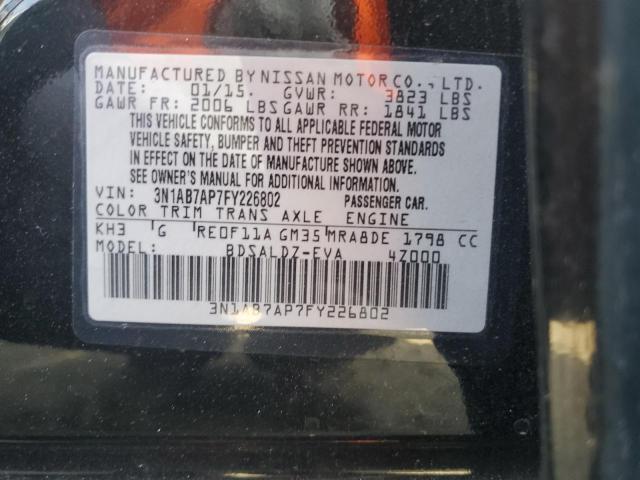 MANUFACTURED BY NISSAN MOTOR CO., LTD.
DATE: 01/15. GVWR: 3823 LBS
GAWR FR: 2006 LBS GAWR RR: 1841 LBS
THIS VEHICLE CONFORMS TO ALL APPLICABLE FEDERAL MOTOR
VEHICLE SAFETY, BUMPER AND THEFT PREVENTION STANDARDS
IN EFFECT ON THE DATE OF MANUFACTURE SHOWN ABOVE.
SEE OWNER'S MANUAL FOR ADDITIONAL INFORMATION.
VIN: 3N1AB7AP7FY226802 PASSENGER CAR.
COLOR TRIM TRANS AXLE ENGINE
KH3 G RE0F11A GM35 MRA8DE 1798 CC
MODEL: BDSALDZ-EVA 4Z000
3N1AB7AP7FY226802